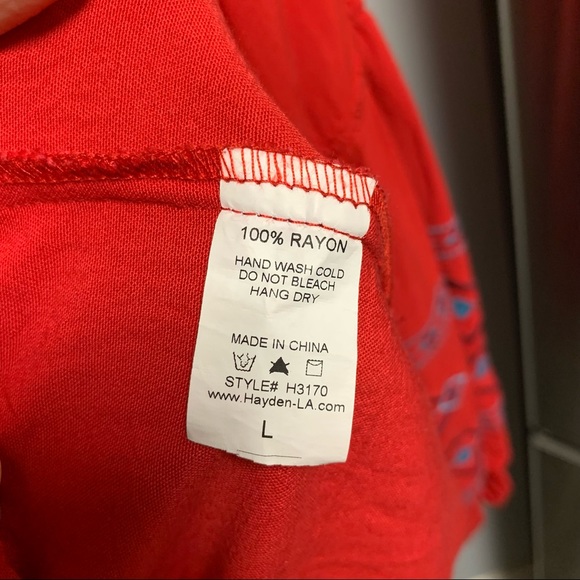 100% RAYON
HAND WASH COLD
DO NOT BLEACH
HANG DRY
MADE IN CHINA
STYLE# H3170
www.Hayden-LA.com
L